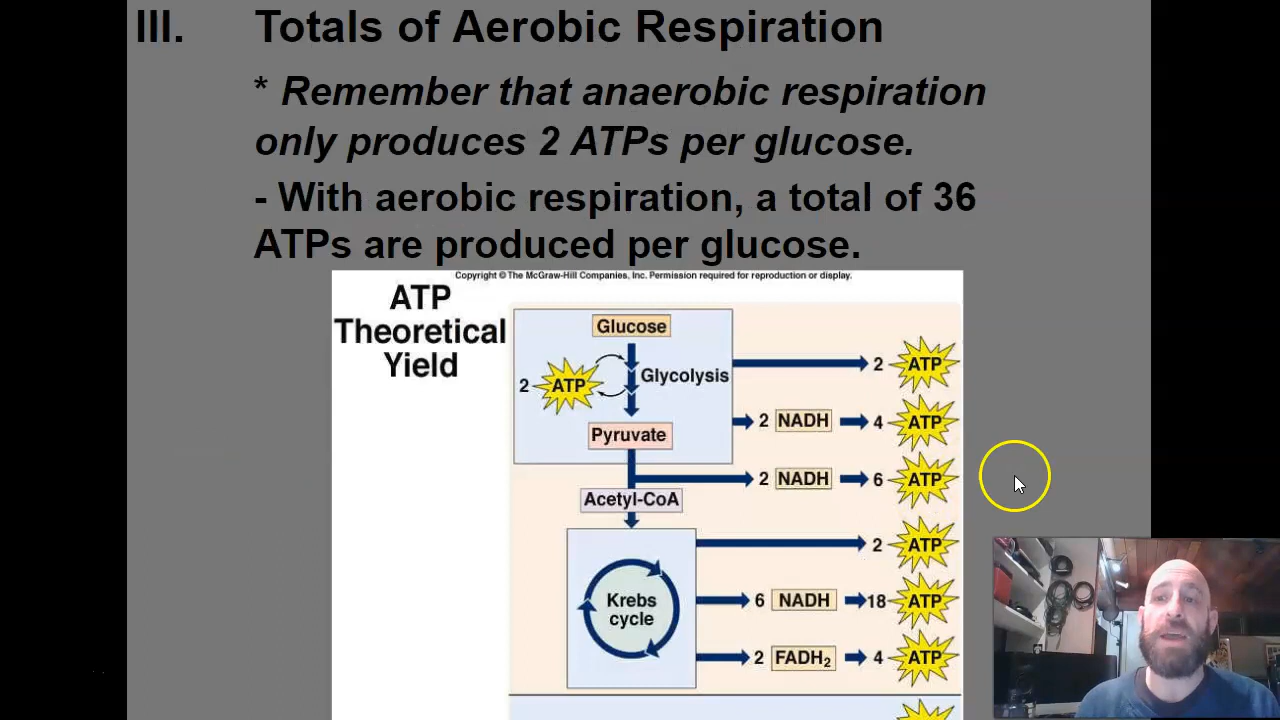 III. Totals of Aerobic Respiration
* Remember that anaerobic respiration
only produces 2 ATPs per glucose.
- With aerobic respiration, a total of 36
ATPs are produced per glucose.
Copyright © The McGraw-Hill Companies, Inc. Permission required for reproduction or display.
ATP
Theoretical
Yield
Glucose
2 ATP
Glycolysis
2 ATP
Pyruvate
2 NADH 4 ATP
2 NADH 6 ATP
Acetyl-CoA
2 ATP
Krebs
cycle
6 NADH 18 ATP
2 FADH₂ 4 ATP